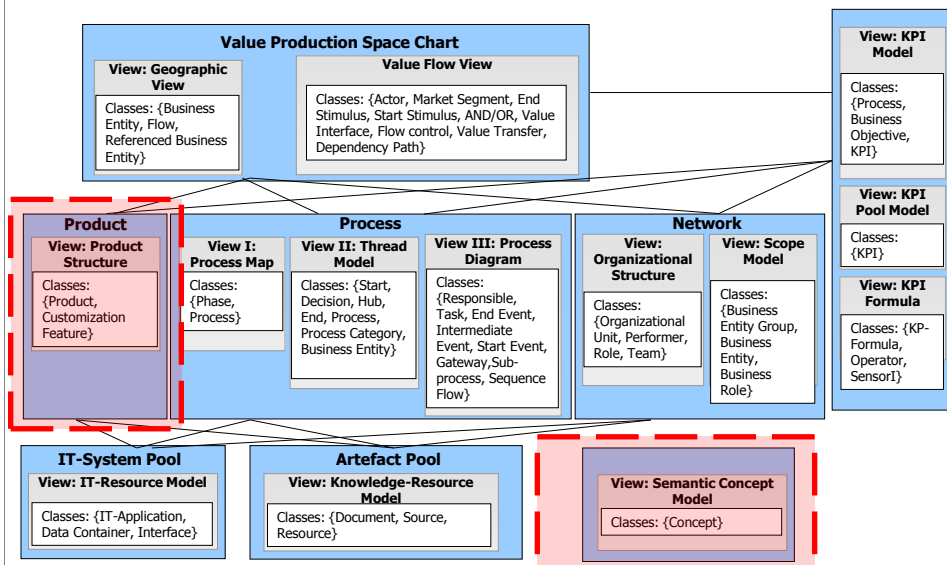 Value Production Space Chart
View: Geographic
View
Classes: {Business
Entity, Flow,
Referenced Business
Entity}
Value Flow View
Classes: {Actor, Market Segment, End
Stimulus, Start Stimulus, AND/OR, Value
Interface, Flow control, Value Transfer,
Dependency Path}
View: KPI
Model
Classes:
{Process,
Business
Objective,
KPI}
View: KPI
Pool Model
Classes:
{KPI}
View: KPI
Formula
Classes: {KP-
Formula,
Operator,
SensorI}
Product
View: Product
Structure
Classes:
{Product,
Customization
Feature}
Process
View I:
Process Map
Classes:
{Phase,
Process}
View II: Thread
Model
Classes: {Start,
Decision, Hub,
End, Process,
Process Category,
Business Entity}
View III: Process
Diagram
Classes:
{Responsible,
Task, End Event,
Intermediate
Event, Start Event,
Gateway,Sub-
process, Sequence
Flow}
Network
View:
Organizational
Structure
Classes:
{Organizational
Unit, Performer,
Role, Team}
View: Scope
Model
Classes:
{Business
Entity Group,
Business
Entity,
Business
Role}
IT-System Pool
View: IT-Resource Model
Classes: {IT-Application,
Data Container, Interface}
Artefact Pool
View: Knowledge-Resource
Model
Classes: {Document, Source,
Resource}
View: Semantic Concept
Model
Classes: {Concept}